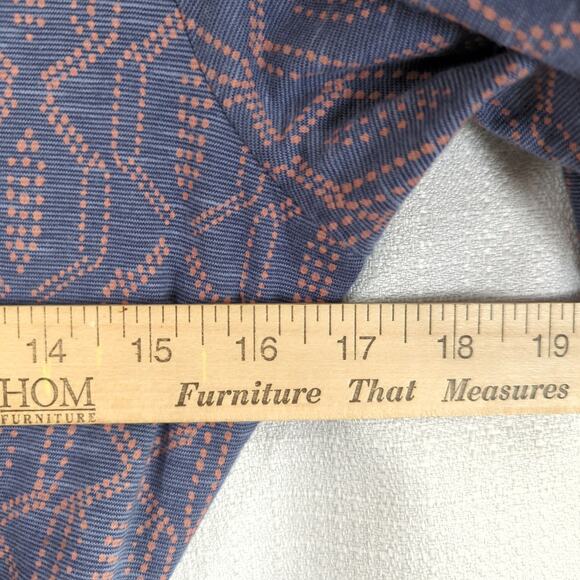 14 15 16 17 18 19
HOM Furniture That Measures
FURNITURE